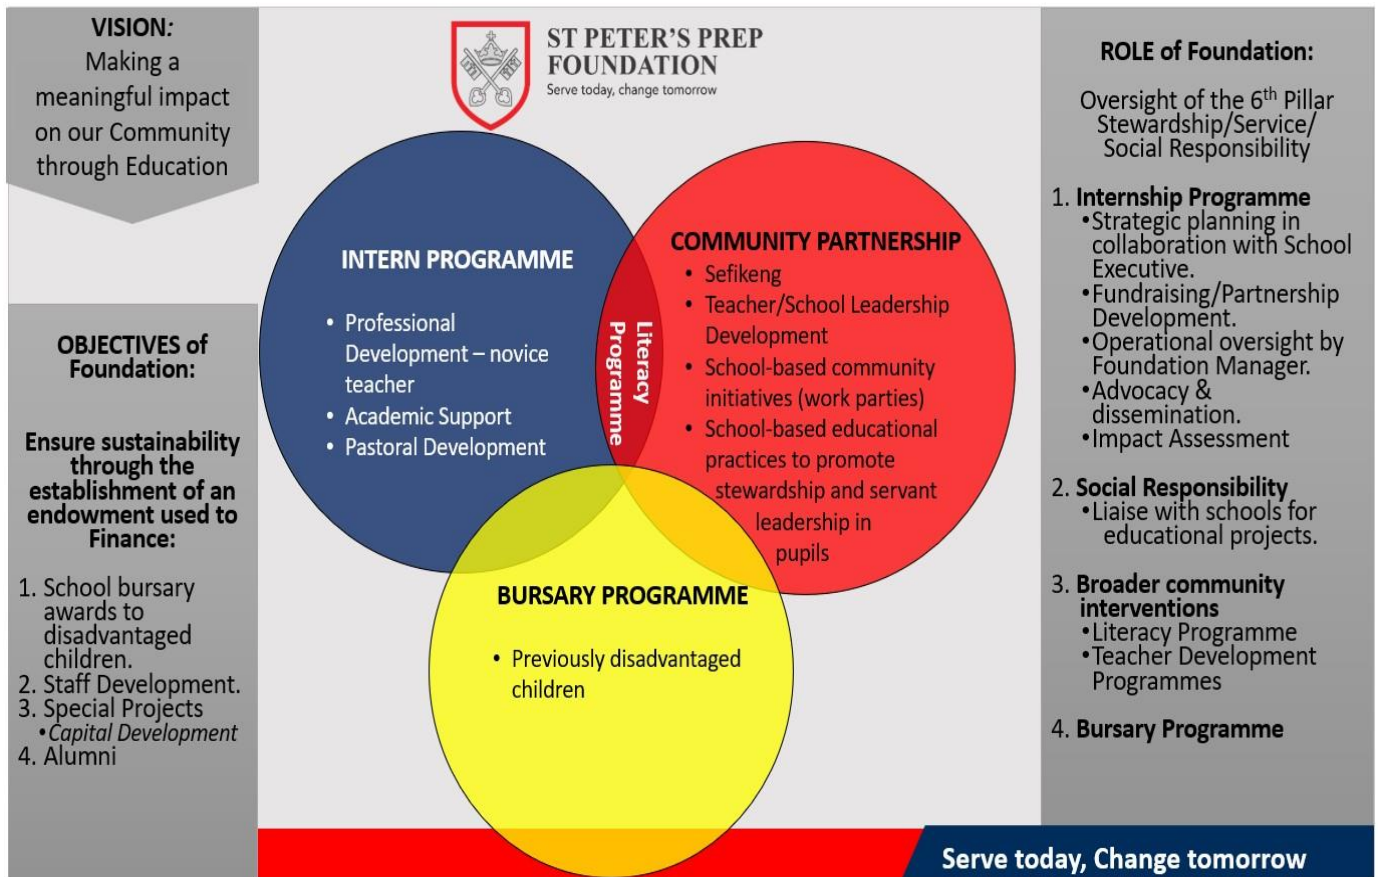 VISION:
Making a
meaningful impact
on our Community
through Education
OBJECTIVES of
Foundation:
Ensure sustainability
through the
establishment of an
endowment used to
Finance:
1. School bursary
awards to
disadvantaged
children.
2. Staff Development.
3. Special Projects
•Capital Development
4. Alumni
ST PETER'S PREP
FOUNDATION
Serve today, change tomorrow
INTERN PROGRAMME
• Professional
Development – novice
teacher
• Academic Support
• Pastoral Development
Literacy
Programme
COMMUNITY PARTNERSHIP
• Sefikeng
• Teacher/School Leadership
Development
• School-based community
initiatives (work parties)
• School-based educational
practices to promote
stewardship and servant
leadership in
pupils
BURSARY PROGRAMME
• Previously disadvantaged
children
ROLE of Foundation:
Oversight of the 6th Pillar
Stewardship/Service/
Social Responsibility
1. Internship Programme
•Strategic planning in
collaboration with School
Executive.
•Fundraising/Partnership
Development.
•Operational oversight by
Foundation Manager.
•Advocacy &
dissemination.
•Impact Assessment
2. Social Responsibility
•Liaise with schools for
educational projects.
3. Broader community
interventions
•Literacy Programme
•Teacher Development
Programmes
4. Bursary Programme
Serve today, Change tomorrow